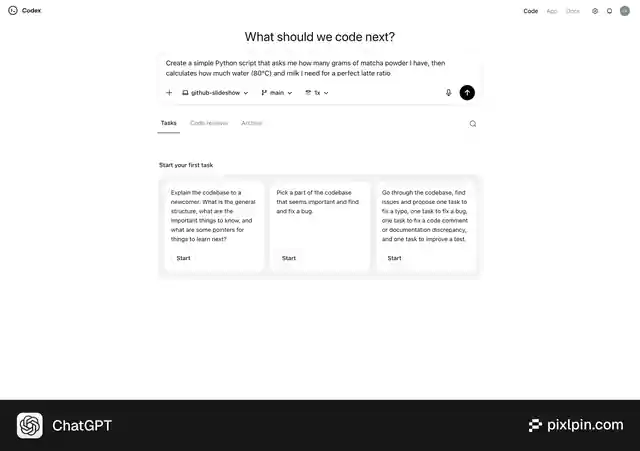 Codex
Code App Docs
What should we code next?
Create a simple Python script that asks me how many grams of matcha powder I have, then
calculates how much water (80°C) and milk I need for a perfect latte ratio
github-slideshow main 1x
Tasks Code reviews Archive
Start your first task
Explain the codebase to a
newcomer. What is the general
structure, what are the
important things to know, and
what are some pointers for
things to learn next?
Start
Pick a part of the codebase
that seems important and find
and fix a bug.
Start
Go through the codebase, find
issues and propose one task to
fix a typo, one task to fix a bug,
one task to fix a code comment
or documentation discrepancy,
and one task to improve a test.
Start
ChatGPT
pixlpin.com